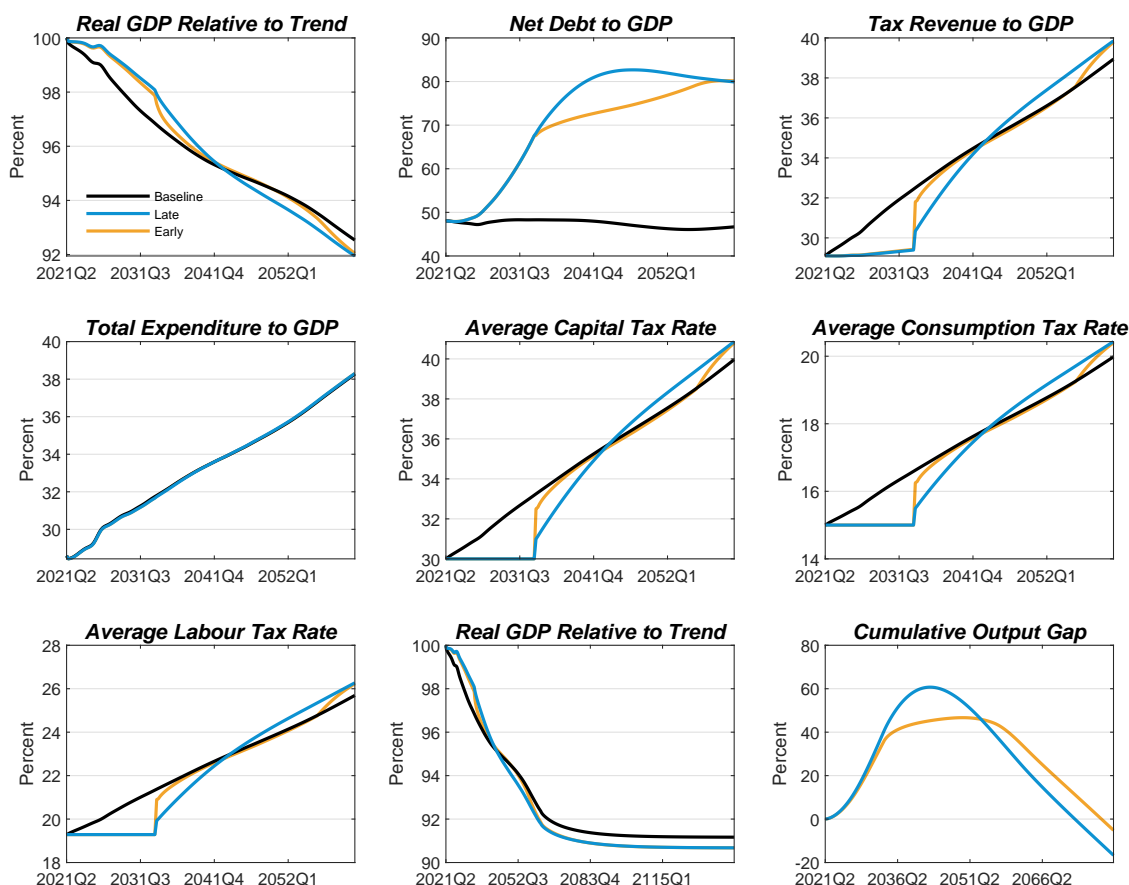 Real GDP Relative to Trend
Percent
100
98
96
94
92
Baseline
Late
Early
2021Q2 2031Q3 2041Q4 2052Q1
Net Debt to GDP
90
80
70
60
50
40
2021Q2 2031Q3 2041Q4 2052Q1
Tax Revenue to GDP
Percent
40
38
36
34
32
30
2021Q2 2031Q3 2041Q4 2052Q1
Total Expenditure to GDP
Percent
40
38
36
34
32
30
2021Q2 2031Q3 2041Q4 2052Q1
Average Capital Tax Rate
Percent
40
38
36
34
32
30
2021Q2 2031Q3 2041Q4 2052Q1
Average Consumption Tax Rate
Percent
20
18
16
14
2021Q2 2031Q3 2041Q4 2052Q1
Average Labour Tax Rate
Percent
28
26
24
22
20
18
2021Q2 2031Q3 2041Q4 2052Q1
Real GDP Relative to Trend
Percent
100
98
96
94
92
90
2021Q2 2052Q3 2083Q4 2115Q1
Cumulative Output Gap
Percent
80
60
40
20
0
-20
2021Q2 2036Q2 2051Q2 2066Q2